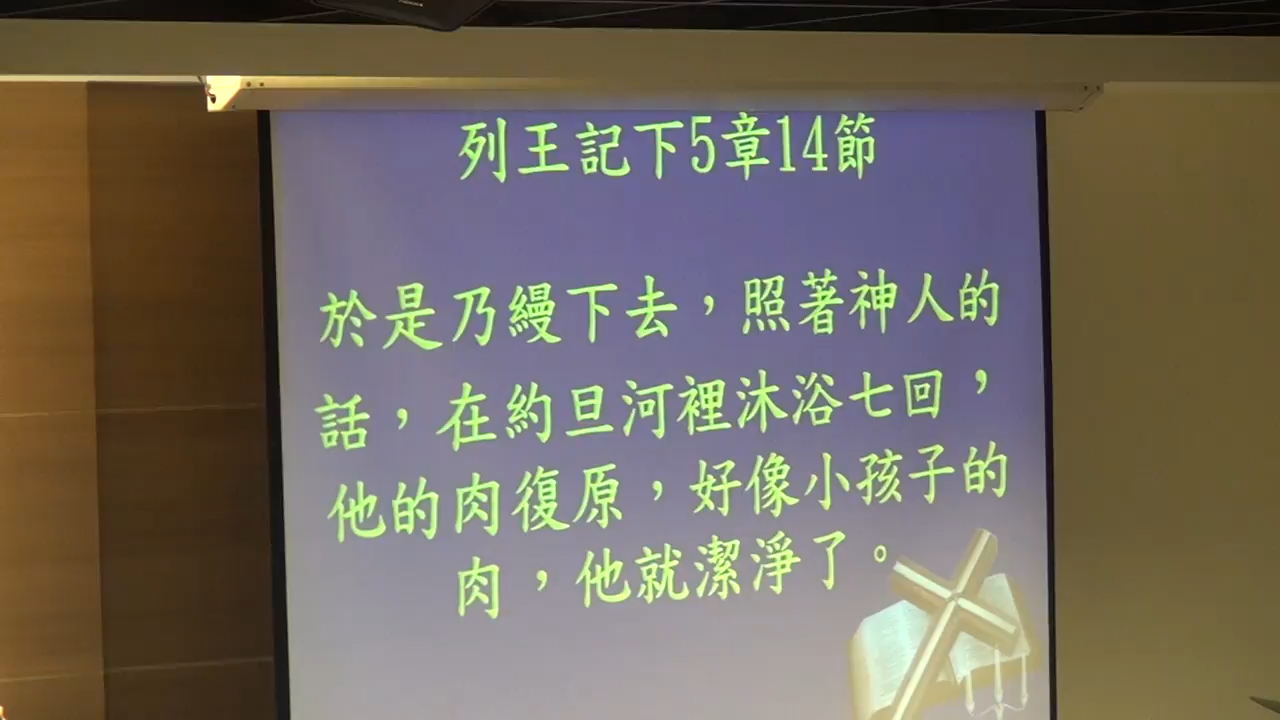 列王記下5章14節
於是乃縵下去，照著神人的
話，在約旦河裡沐浴七回，
他的肉復原，好像小孩子的
肉，他就潔淨了。